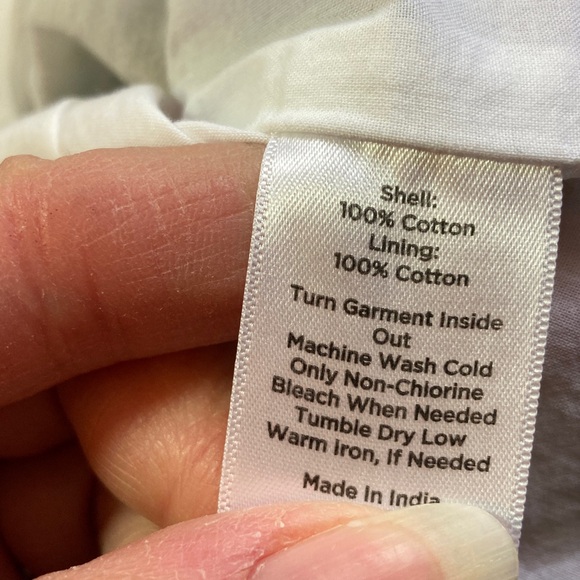 Shell:
100% Cotton
Lining:
100% Cotton
Turn Garment Inside
Out
Machine Wash Cold
Only Non-Chlorine
Bleach When Needed
Tumble Dry Low
Warm Iron, If Needed
Made In India